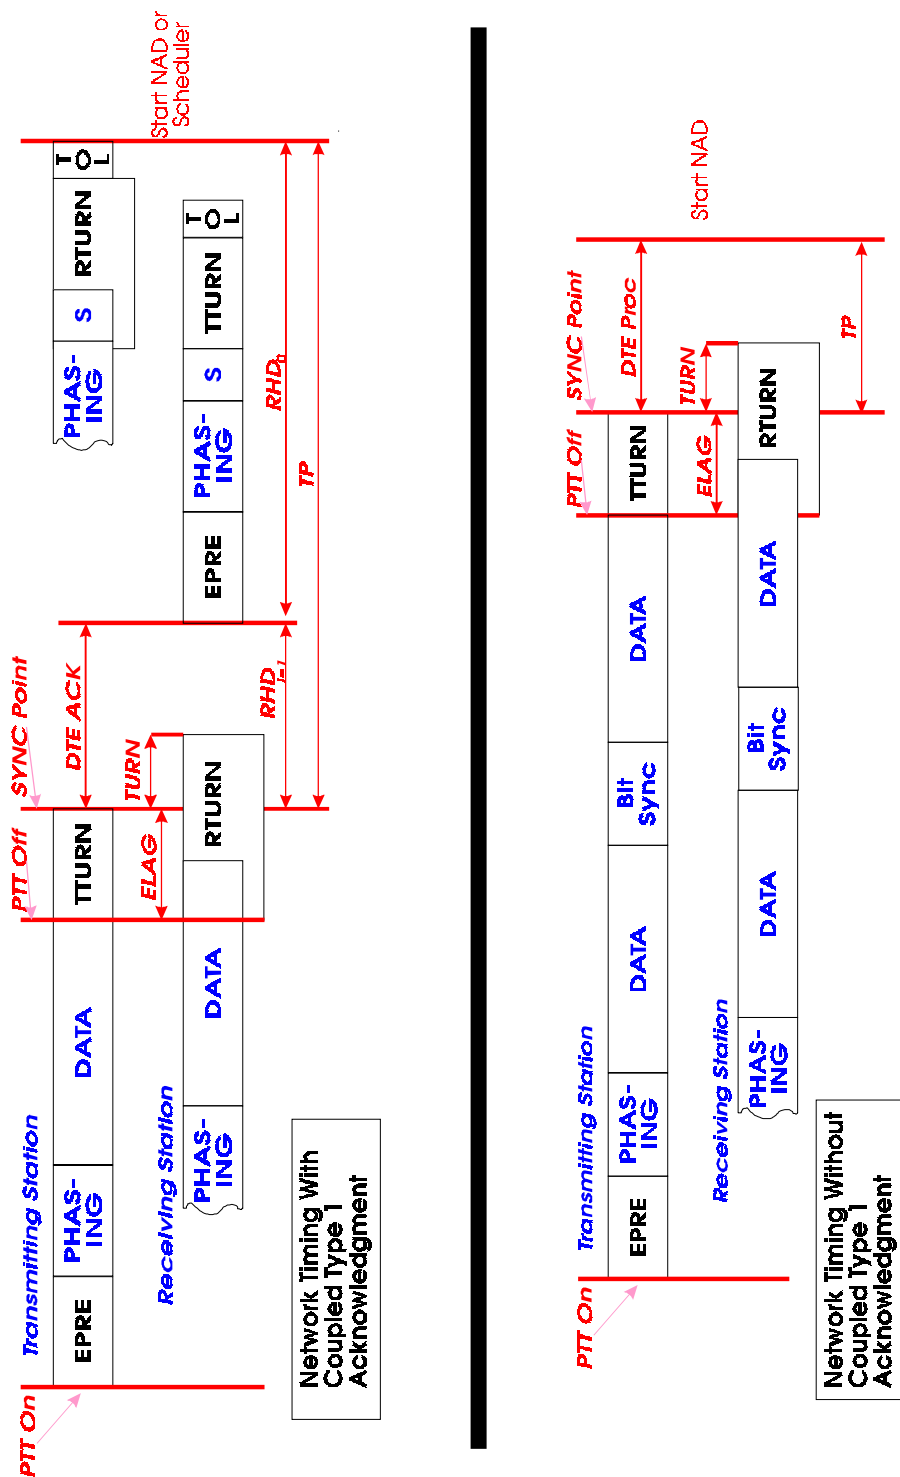 Start NAD or
Scheduler
SYNC Point
PTT Off
PTT On
Transmitting Station
EPRE
PHAS-
ING
DATA
TTURN
DTE ACK
PHAS-
ING
S
RTURN
TOL
ELAG
TURN
Receiving Station
PHAS-
ING
DATA
RTURN
EPRE
PHAS-
ING
S
TTURN
TOL
RHD i=1
RHD n
TP
Network Timing With
Coupled Type 1
Acknowledgment
Start NAD
SYNC Point
PTT Off
PTT On
Transmitting Station
EPRE
PHAS-
ING
DATA
Bit
Sync
DATA
TTURN
DTE Proc
ELAG
TURN
Receiving Station
PHAS-
ING
DATA
Bit
Sync
DATA
RTURN
TP
Network Timing Without
Coupled Type 1
Acknowledgment